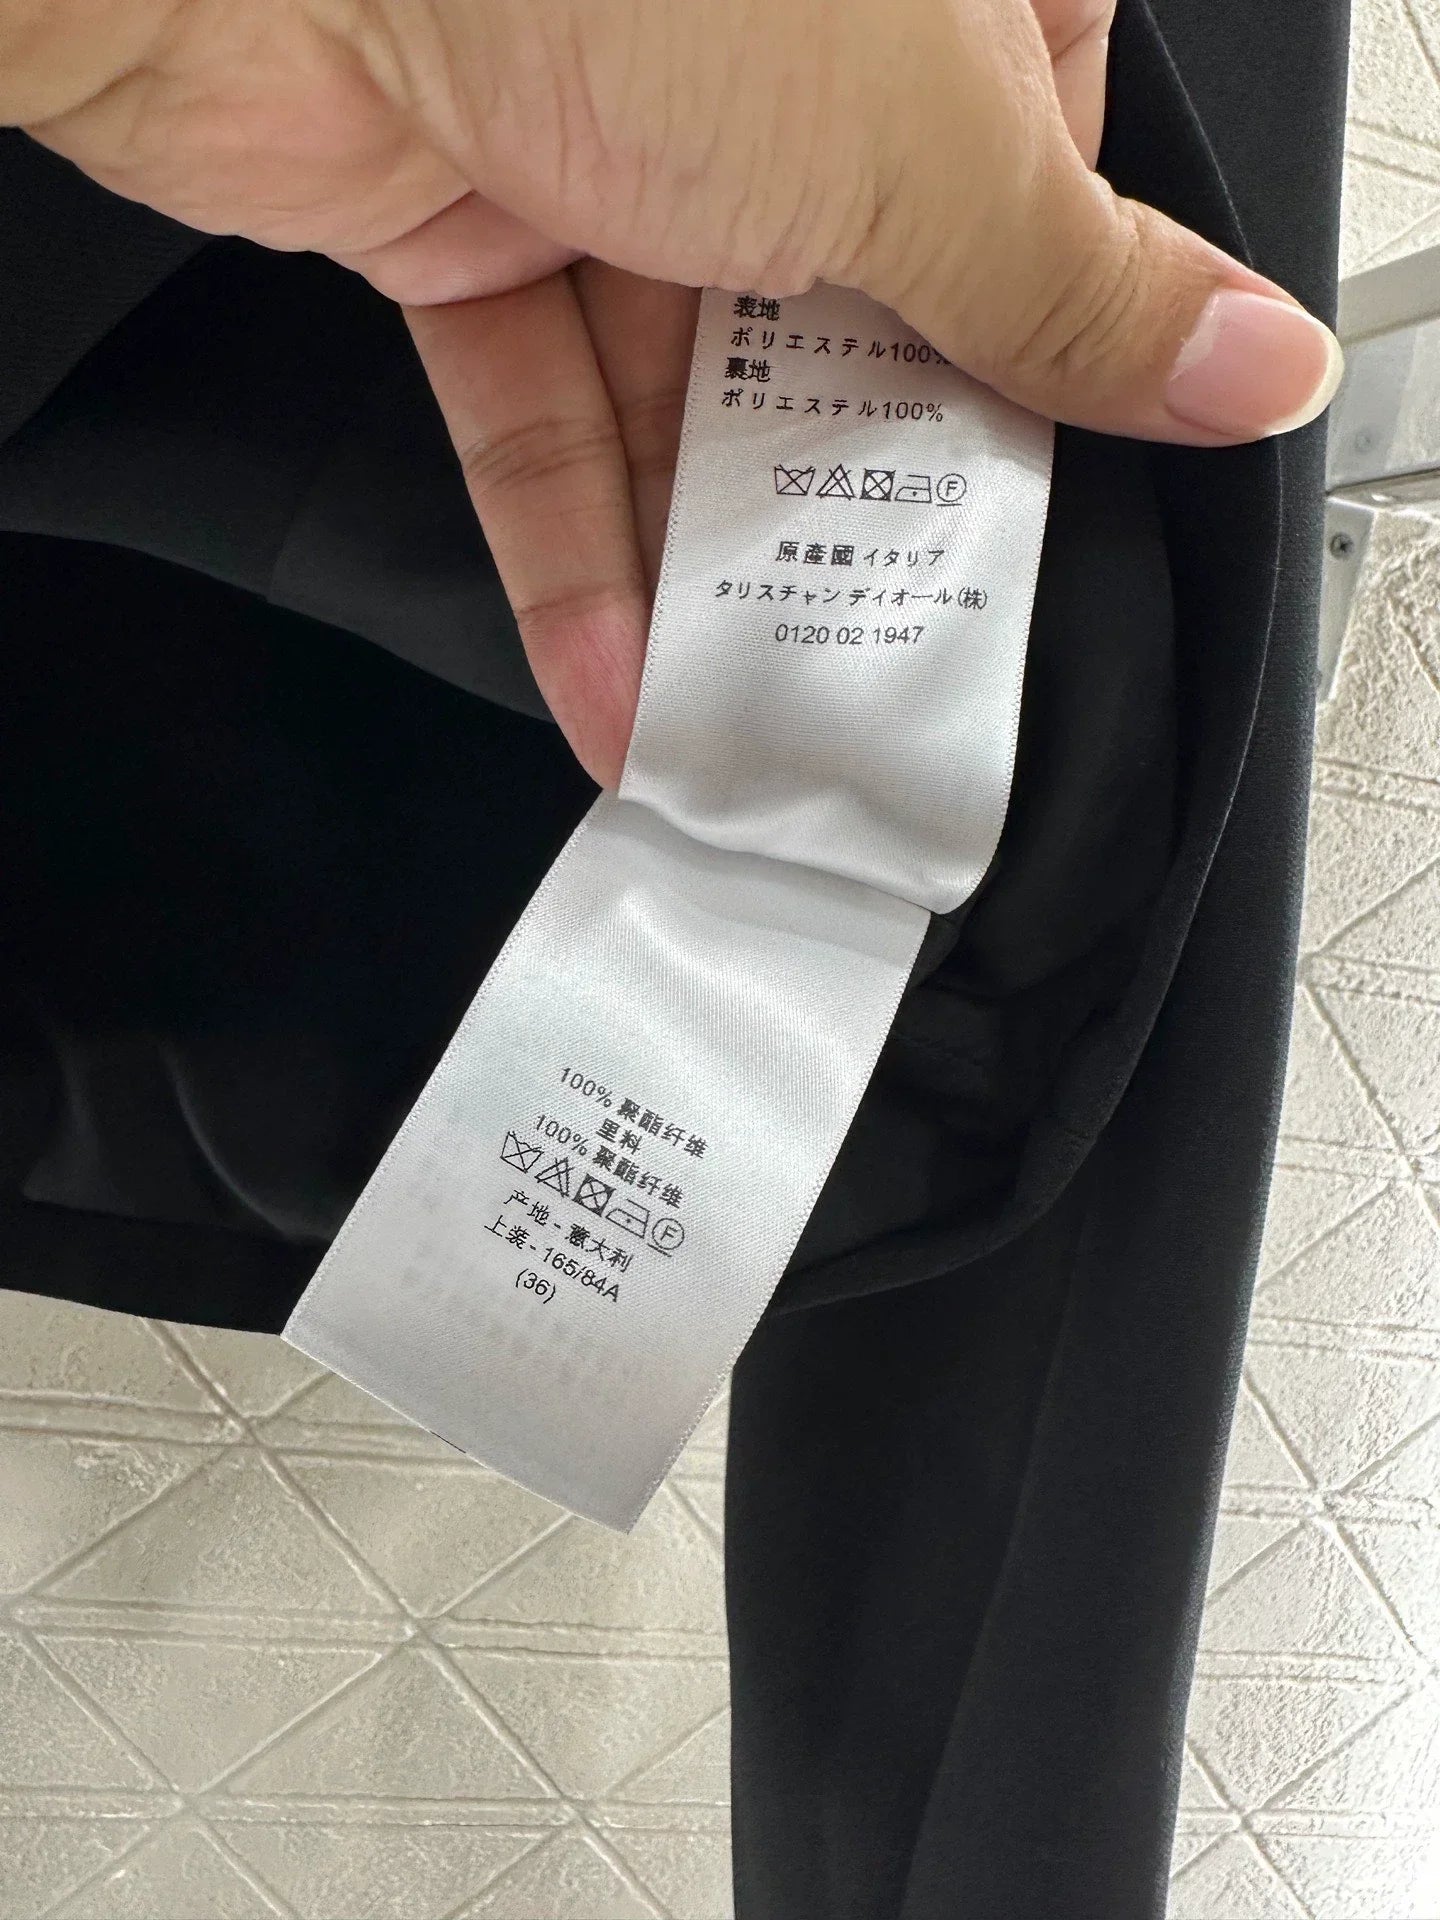 表地
ポリエステル100%
裏地
ポリエステル100%
F
原産國イタリア
タリスチャン ディオール(株)
0120 02 1947
100% 聚酯纤维
里料
100% 聚酯纤维
F
产地 - 意大利
上装 - 165/84A
(36)